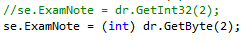 //se.ExamNote = dr.GetInt32(2);
se.ExamNote = (int) dr.GetByte(2);